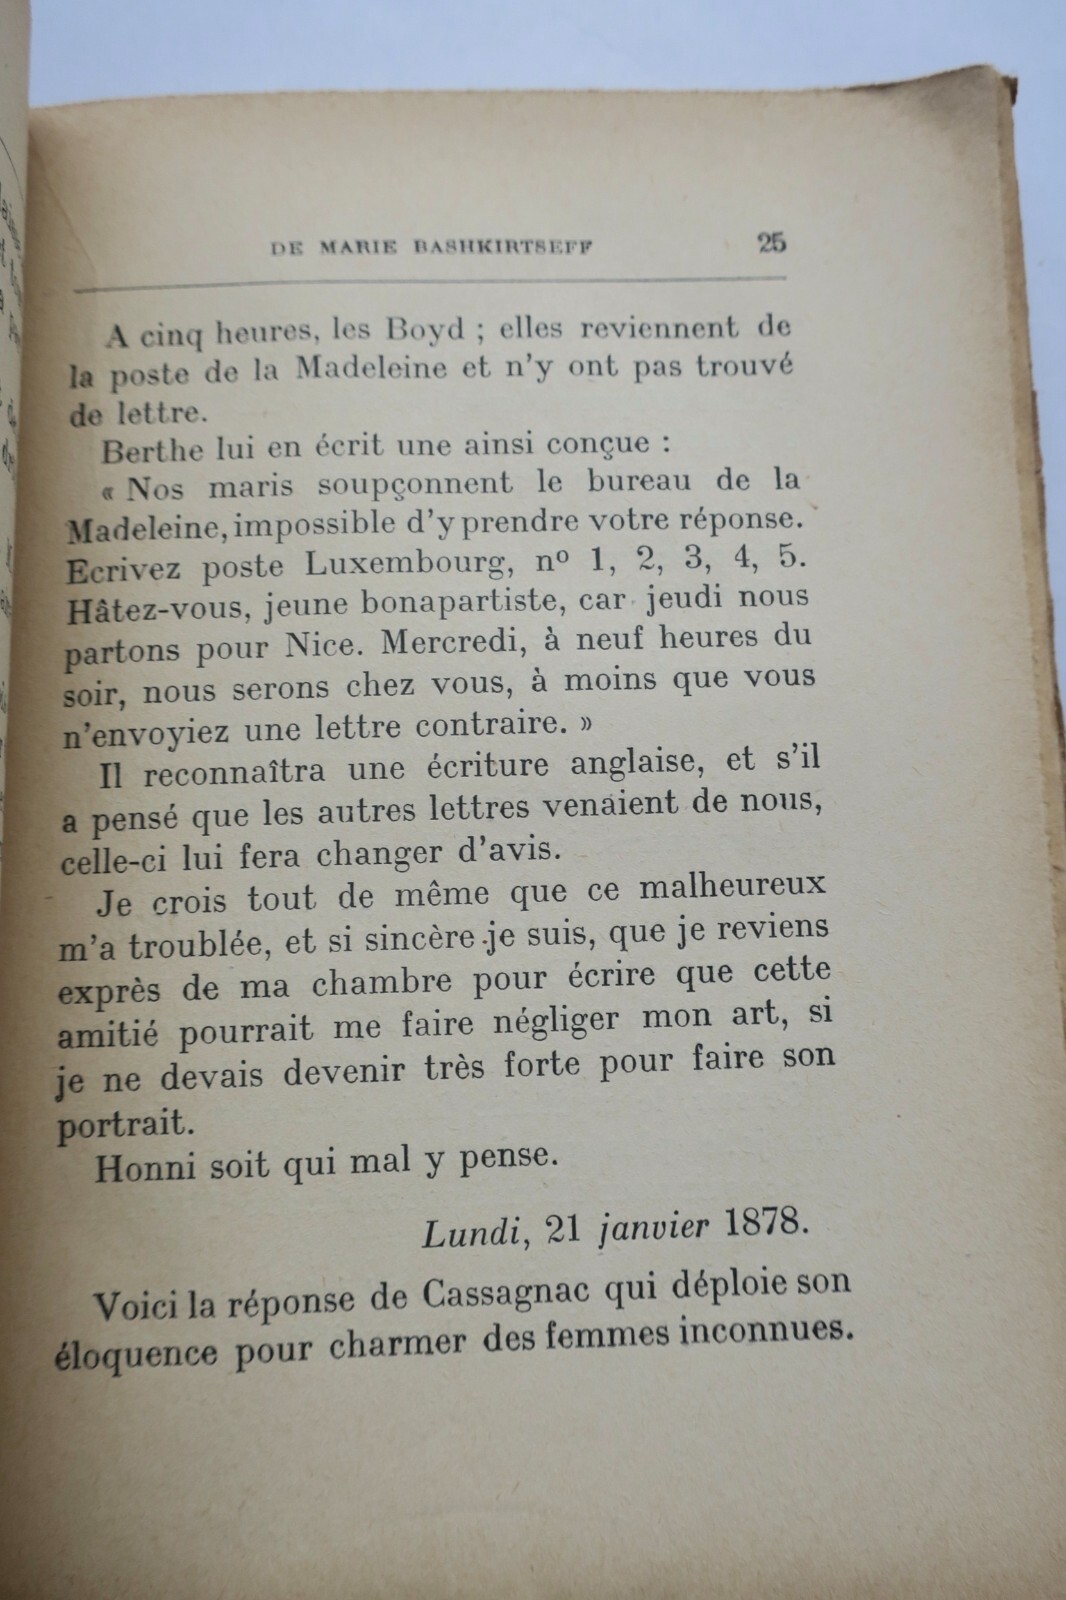 DE MARIE BASHKIRTSEFF 25
A cinq heures, les Boyd ; elles reviennent de
la poste de la Madeleine et n'y ont pas trouvé
de lettre.
Berthe lui en écrit une ainsi conçue :
« Nos maris soupçonnent le bureau de la
Madeleine, impossible d'y prendre votre réponse.
Ecrivez poste Luxembourg, nº 1, 2, 3, 4, 5.
Hâtez-vous, jeune bonapartiste, car jeudi nous
partons pour Nice. Mercredi, à neuf heures du
soir, nous serons chez vous, à moins que vous
n'envoyiez une lettre contraire. »
Il reconnaîtra une écriture anglaise, et s'il
a pensé que les autres lettres venaient de nous,
celle-ci lui fera changer d'avis.
Je crois tout de même que ce malheureux
m'a troublée, et si sincère je suis, que je reviens
exprès de ma chambre pour écrire que cette
amitié pourrait me faire négliger mon art, si
je ne devais devenir très forte pour faire son
portrait.
Honni soit qui mal y pense.
Lundi, 21 janvier 1878.
Voici la réponse de Cassagnac qui déploie son
éloquence pour charmer des femmes inconnues.